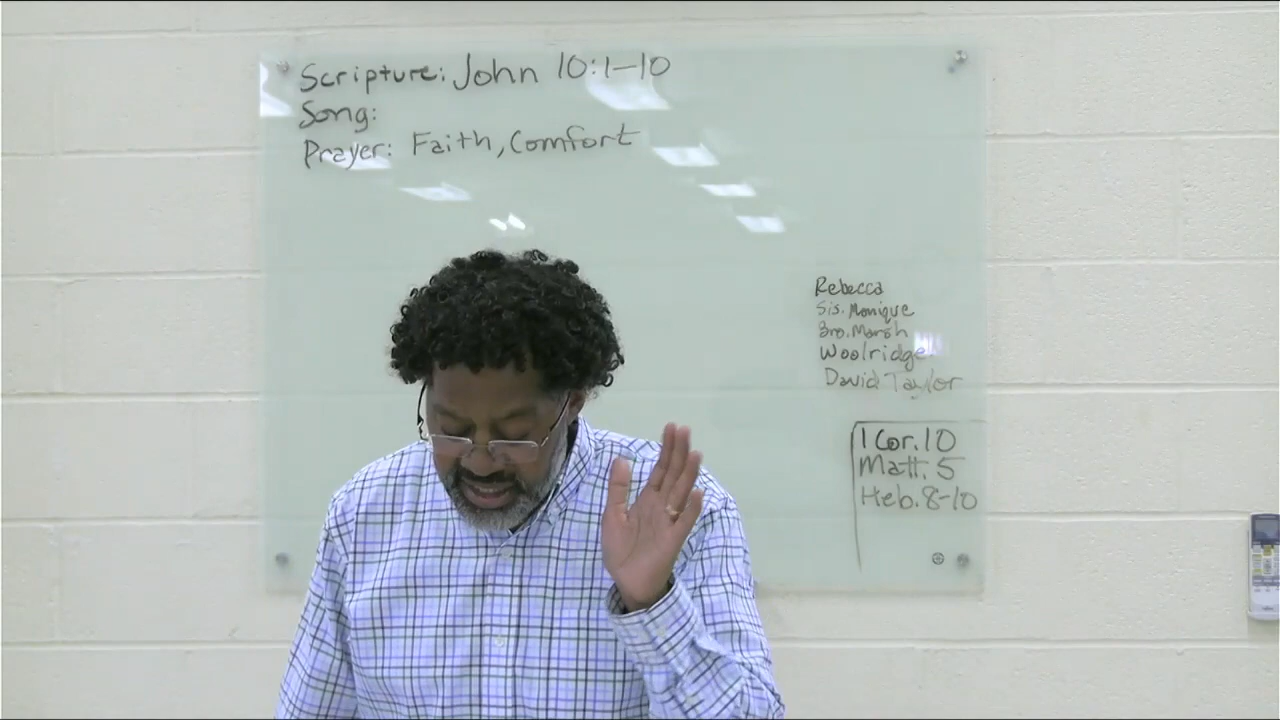 Scripture: John 10:1-10
Song:
Prayer: Faith, Comfort
Rebecca
Sis. Monique
Bro. Marsh
Woolridge
David Taylor
1 Cor. 10
Matt. 5
Heb. 8-10